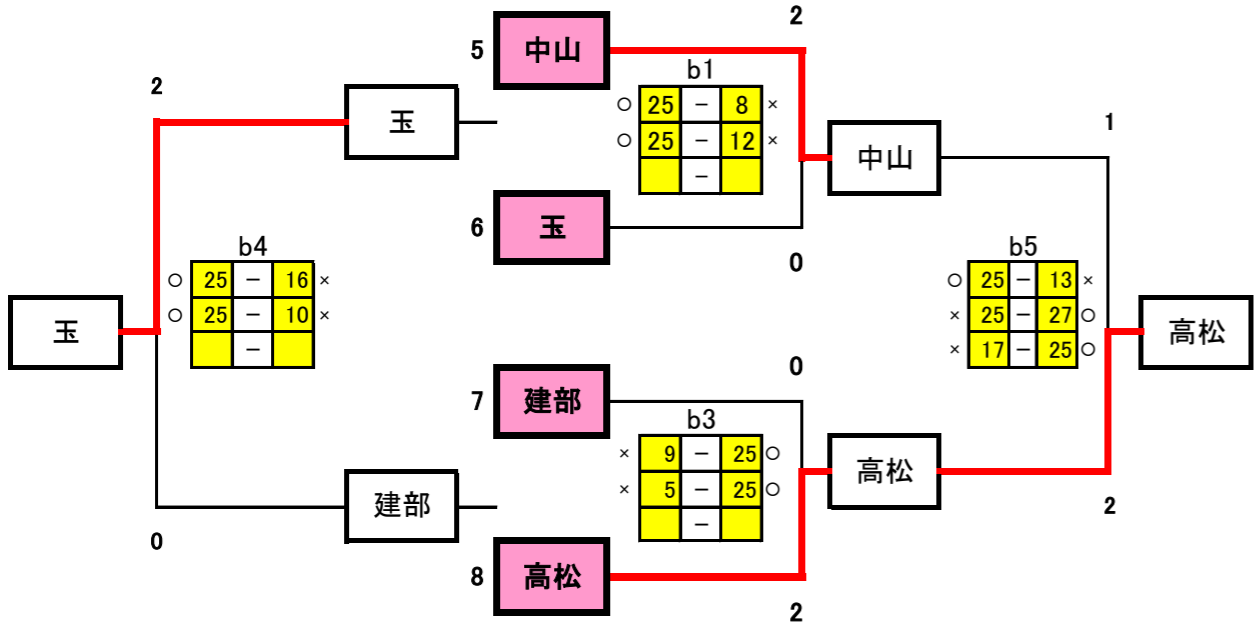 2
5 中山
b1
2
玉
○ 25 － 8 ×
○ 25 － 12 ×
－
1
中山
6 玉
0
b4
○ 25 － 16 ×
○ 25 － 10 ×
－
b5
○ 25 － 13 ×
× 25 － 27 ○
× 17 － 25 ○
玉
高松
0
7 建部
b3
× 9 － 25 ○
× 5 － 25 ○
－
高松
建部
2
0
8 高松
2